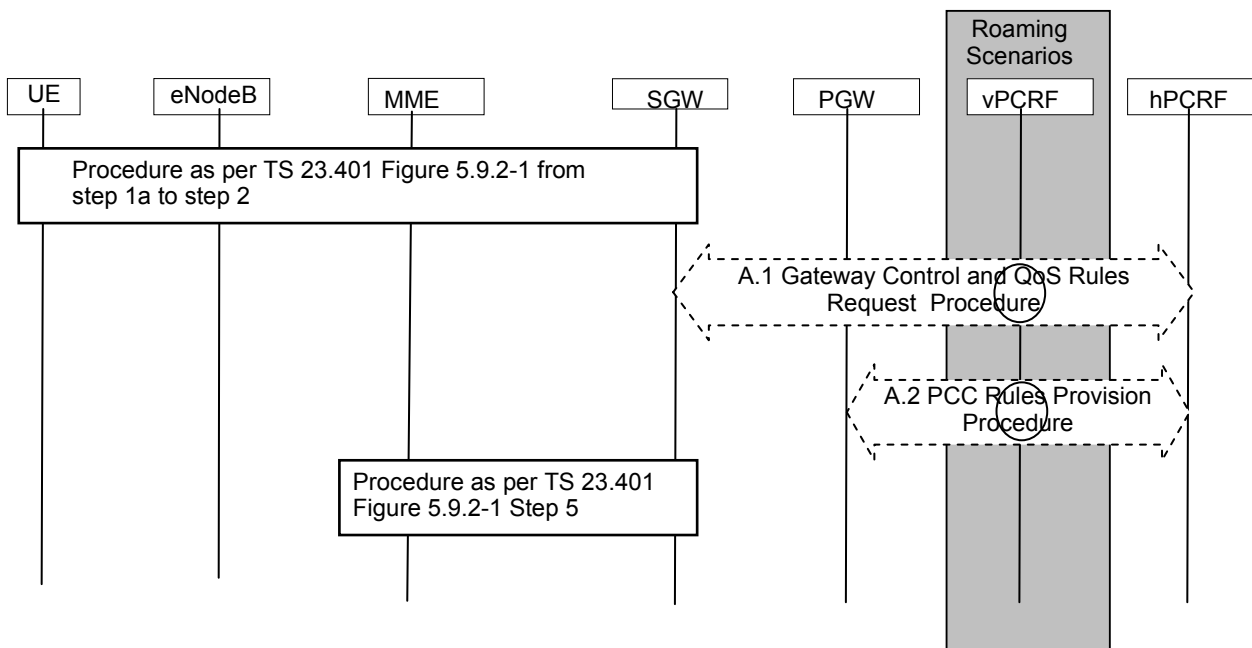 Roaming
Scenarios
UE
eNodeB
MME
SGW
PGW
vPCRF
hPCRF
Procedure as per TS 23.401 Figure 5.9.2-1 from
step 1a to step 2
A.1 Gateway Control and QoS Rules
Request Procedure
A.2 PCC Rules Provision
Procedure
Procedure as per TS 23.401
Figure 5.9.2-1 Step 5